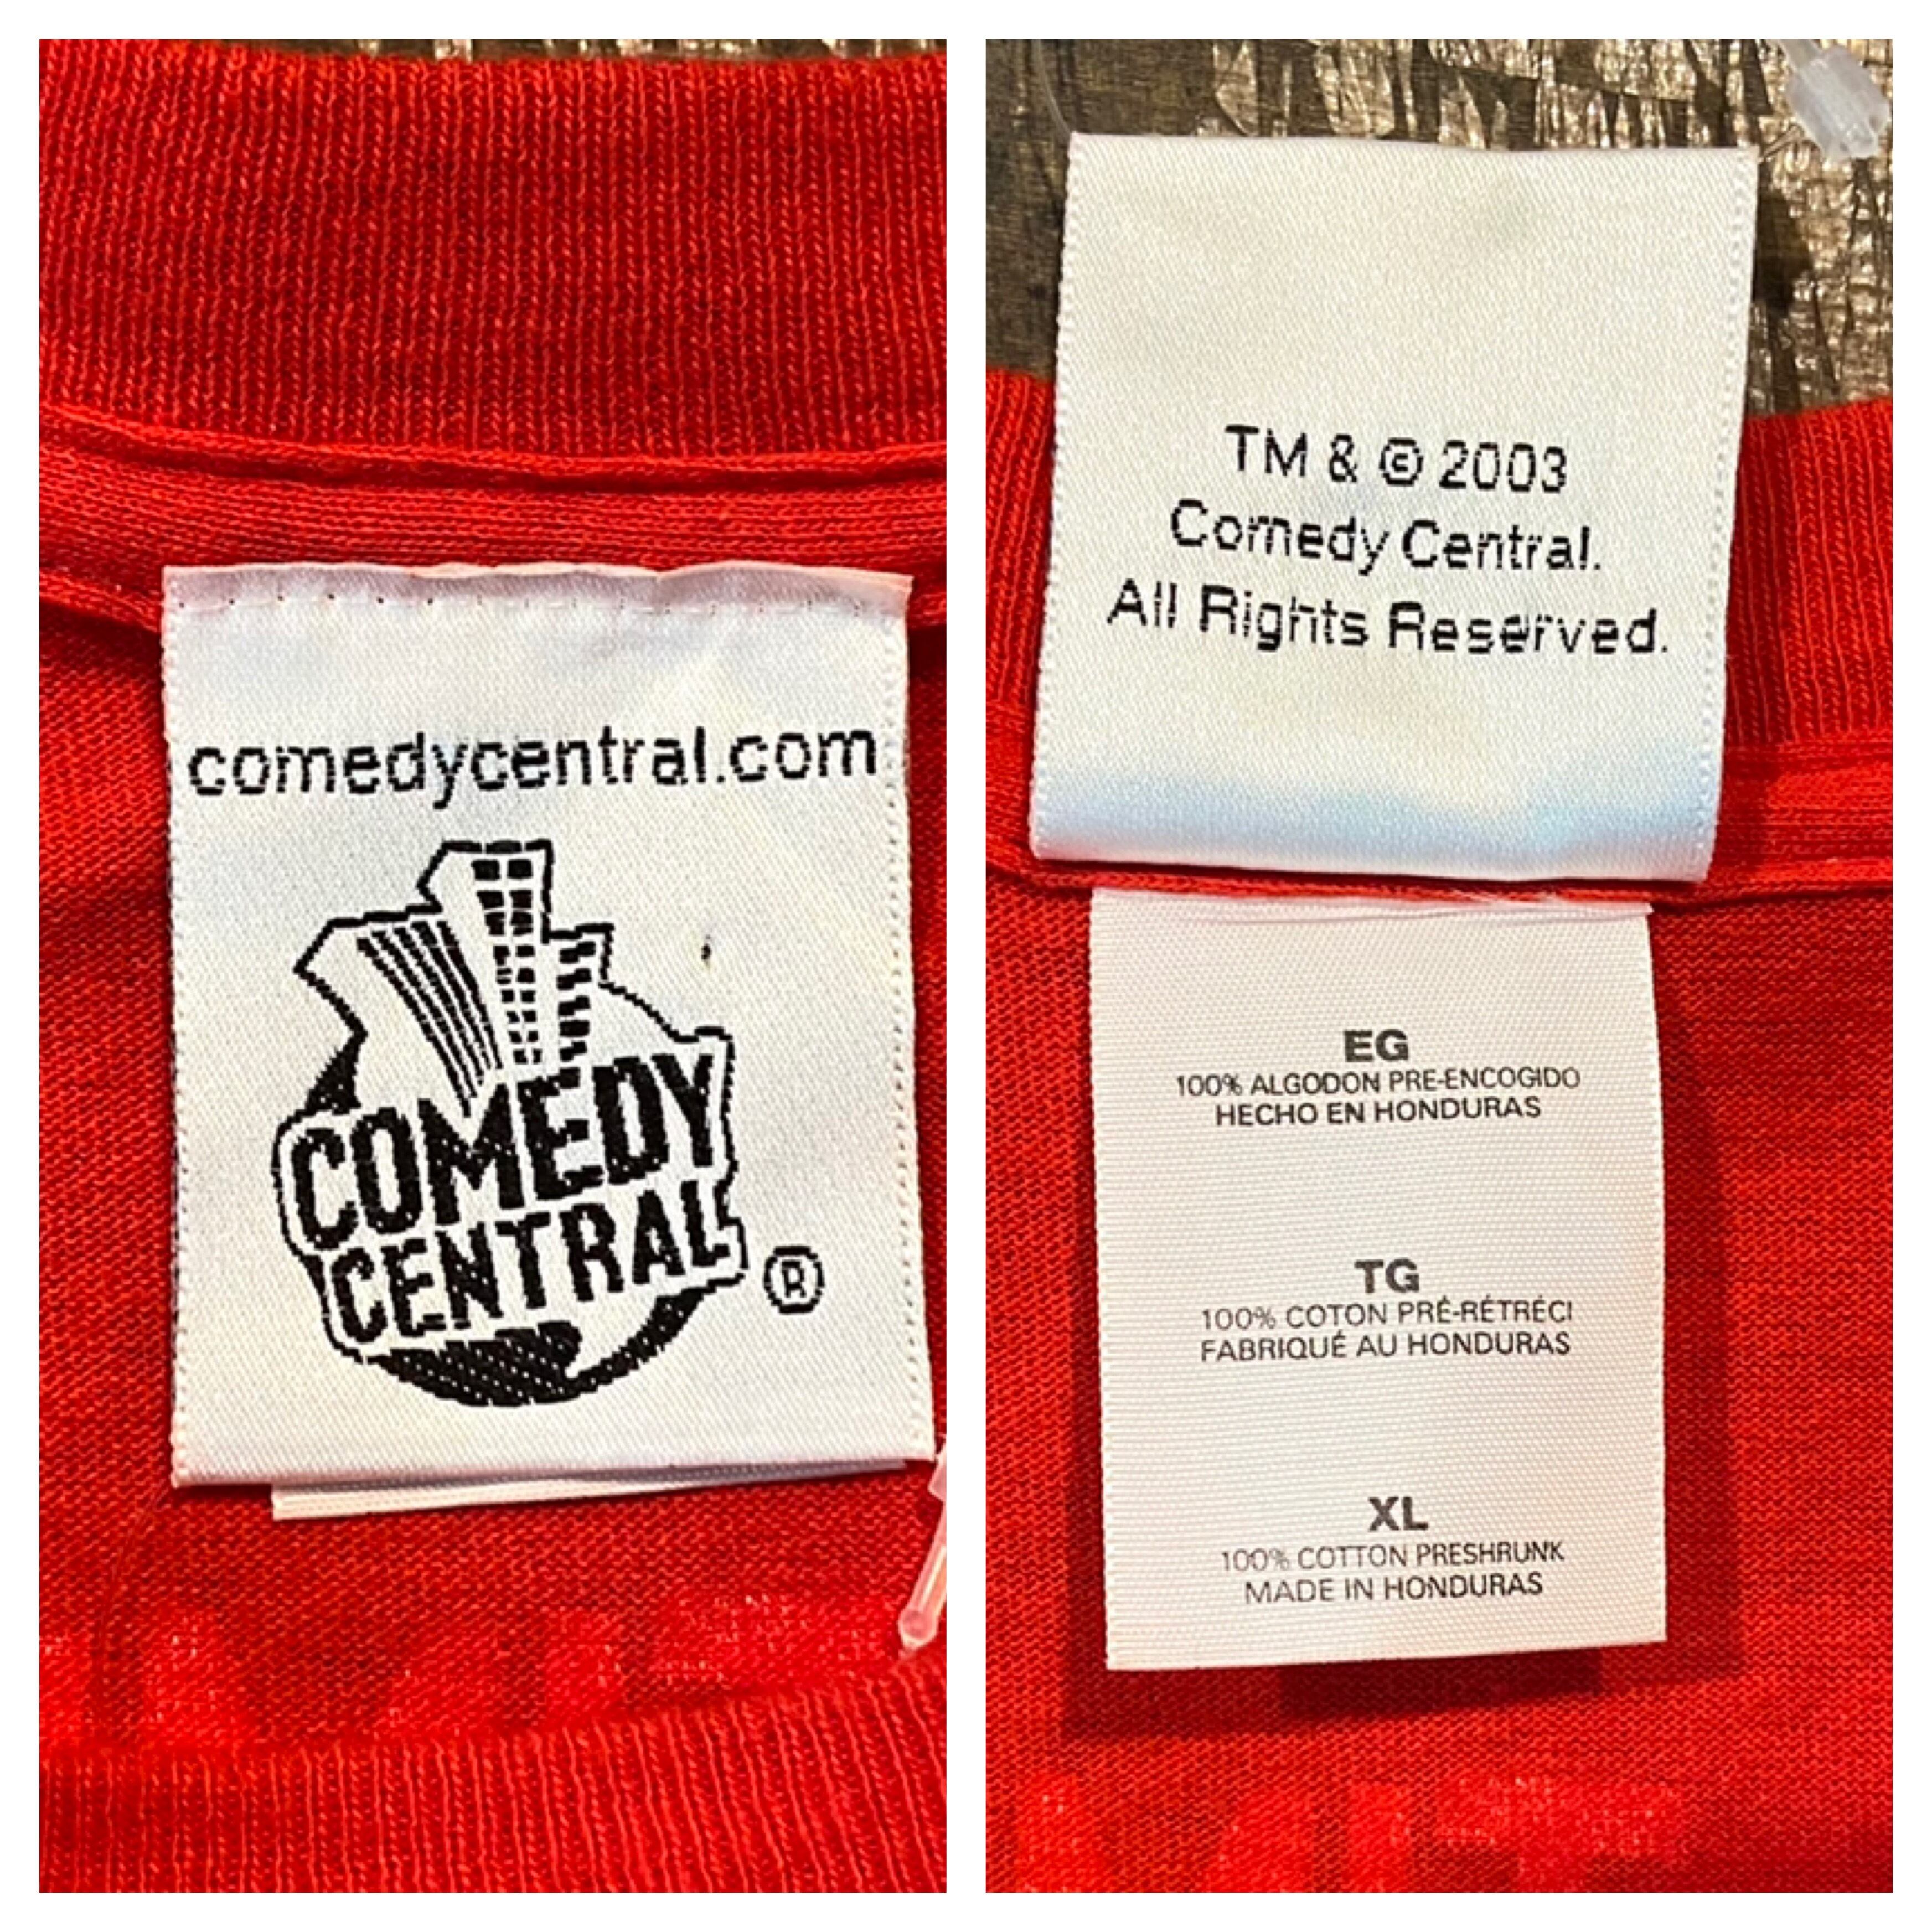 comedycentral.com
COMEDY
CENTRAL
®
TM & © 2003
Comedy Central.
All Rights Reserved.
EG
100% ALGODON PRE-ENCOGIDO
HECHO EN HONDURAS
TG
100% COTON PRÉ-RÉTRÉCI
FABRIQUÉ AU HONDURAS
XL
100% COTTON PRESHRUNK
MADE IN HONDURAS